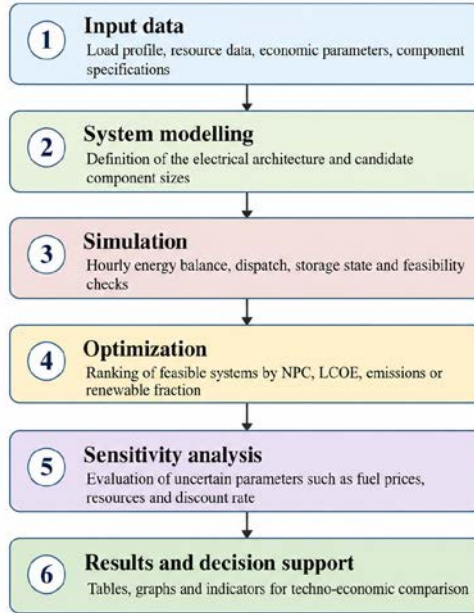 1
Input data
Load profile, resource data, economic parameters, component
specifications
2
System modelling
Definition of the electrical architecture and candidate
component sizes
3
Simulation
Hourly energy balance, dispatch, storage state and feasibility
checks
4
Optimization
Ranking of feasible systems by NPC, LCOE, emissions or
renewable fraction
5
Sensitivity analysis
Evaluation of uncertain parameters such as fuel prices,
resources and discount rate
6
Results and decision support
Tables, graphs and indicators for techno-economic comparison